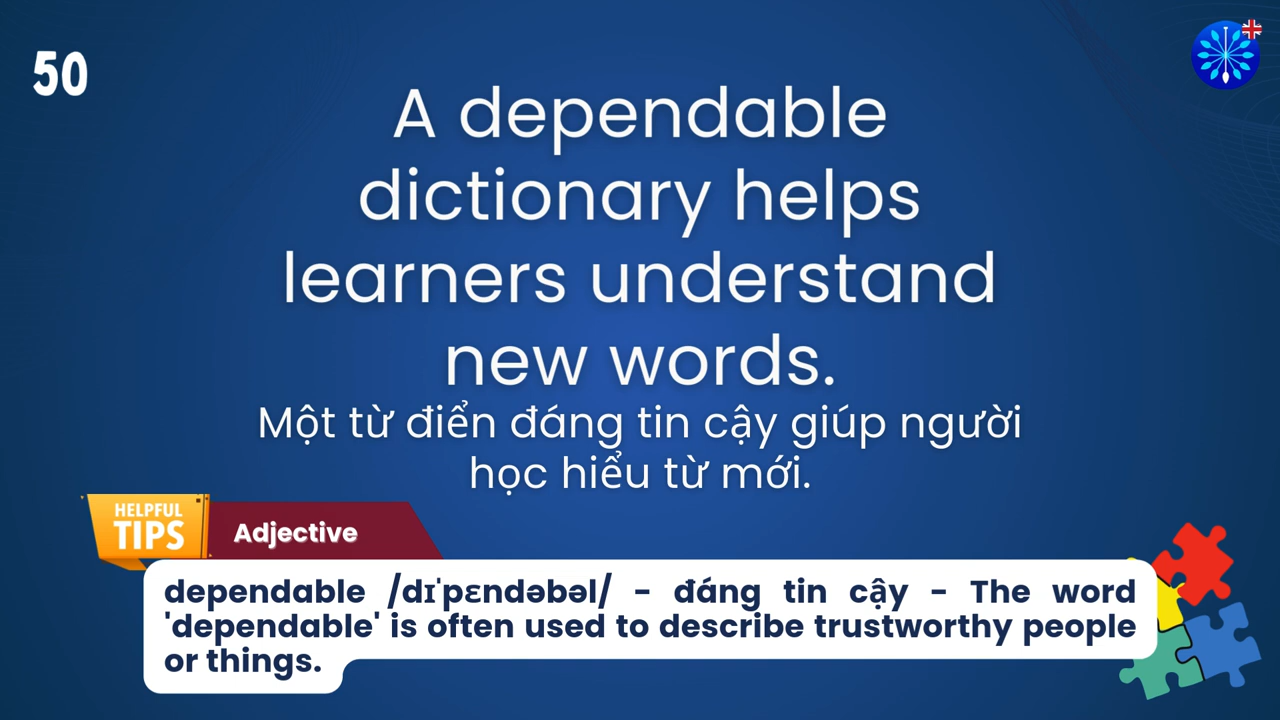 50
A dependable
dictionary helps
learners understand
new words.
Một từ điển đáng tin cậy giúp người
học hiểu từ mới.
HELPFUL
TIPS
Adjective
dependable /dɪˈpɛndəbəl/ - đáng tin cậy - The word
'dependable' is often used to describe trustworthy people
or things.